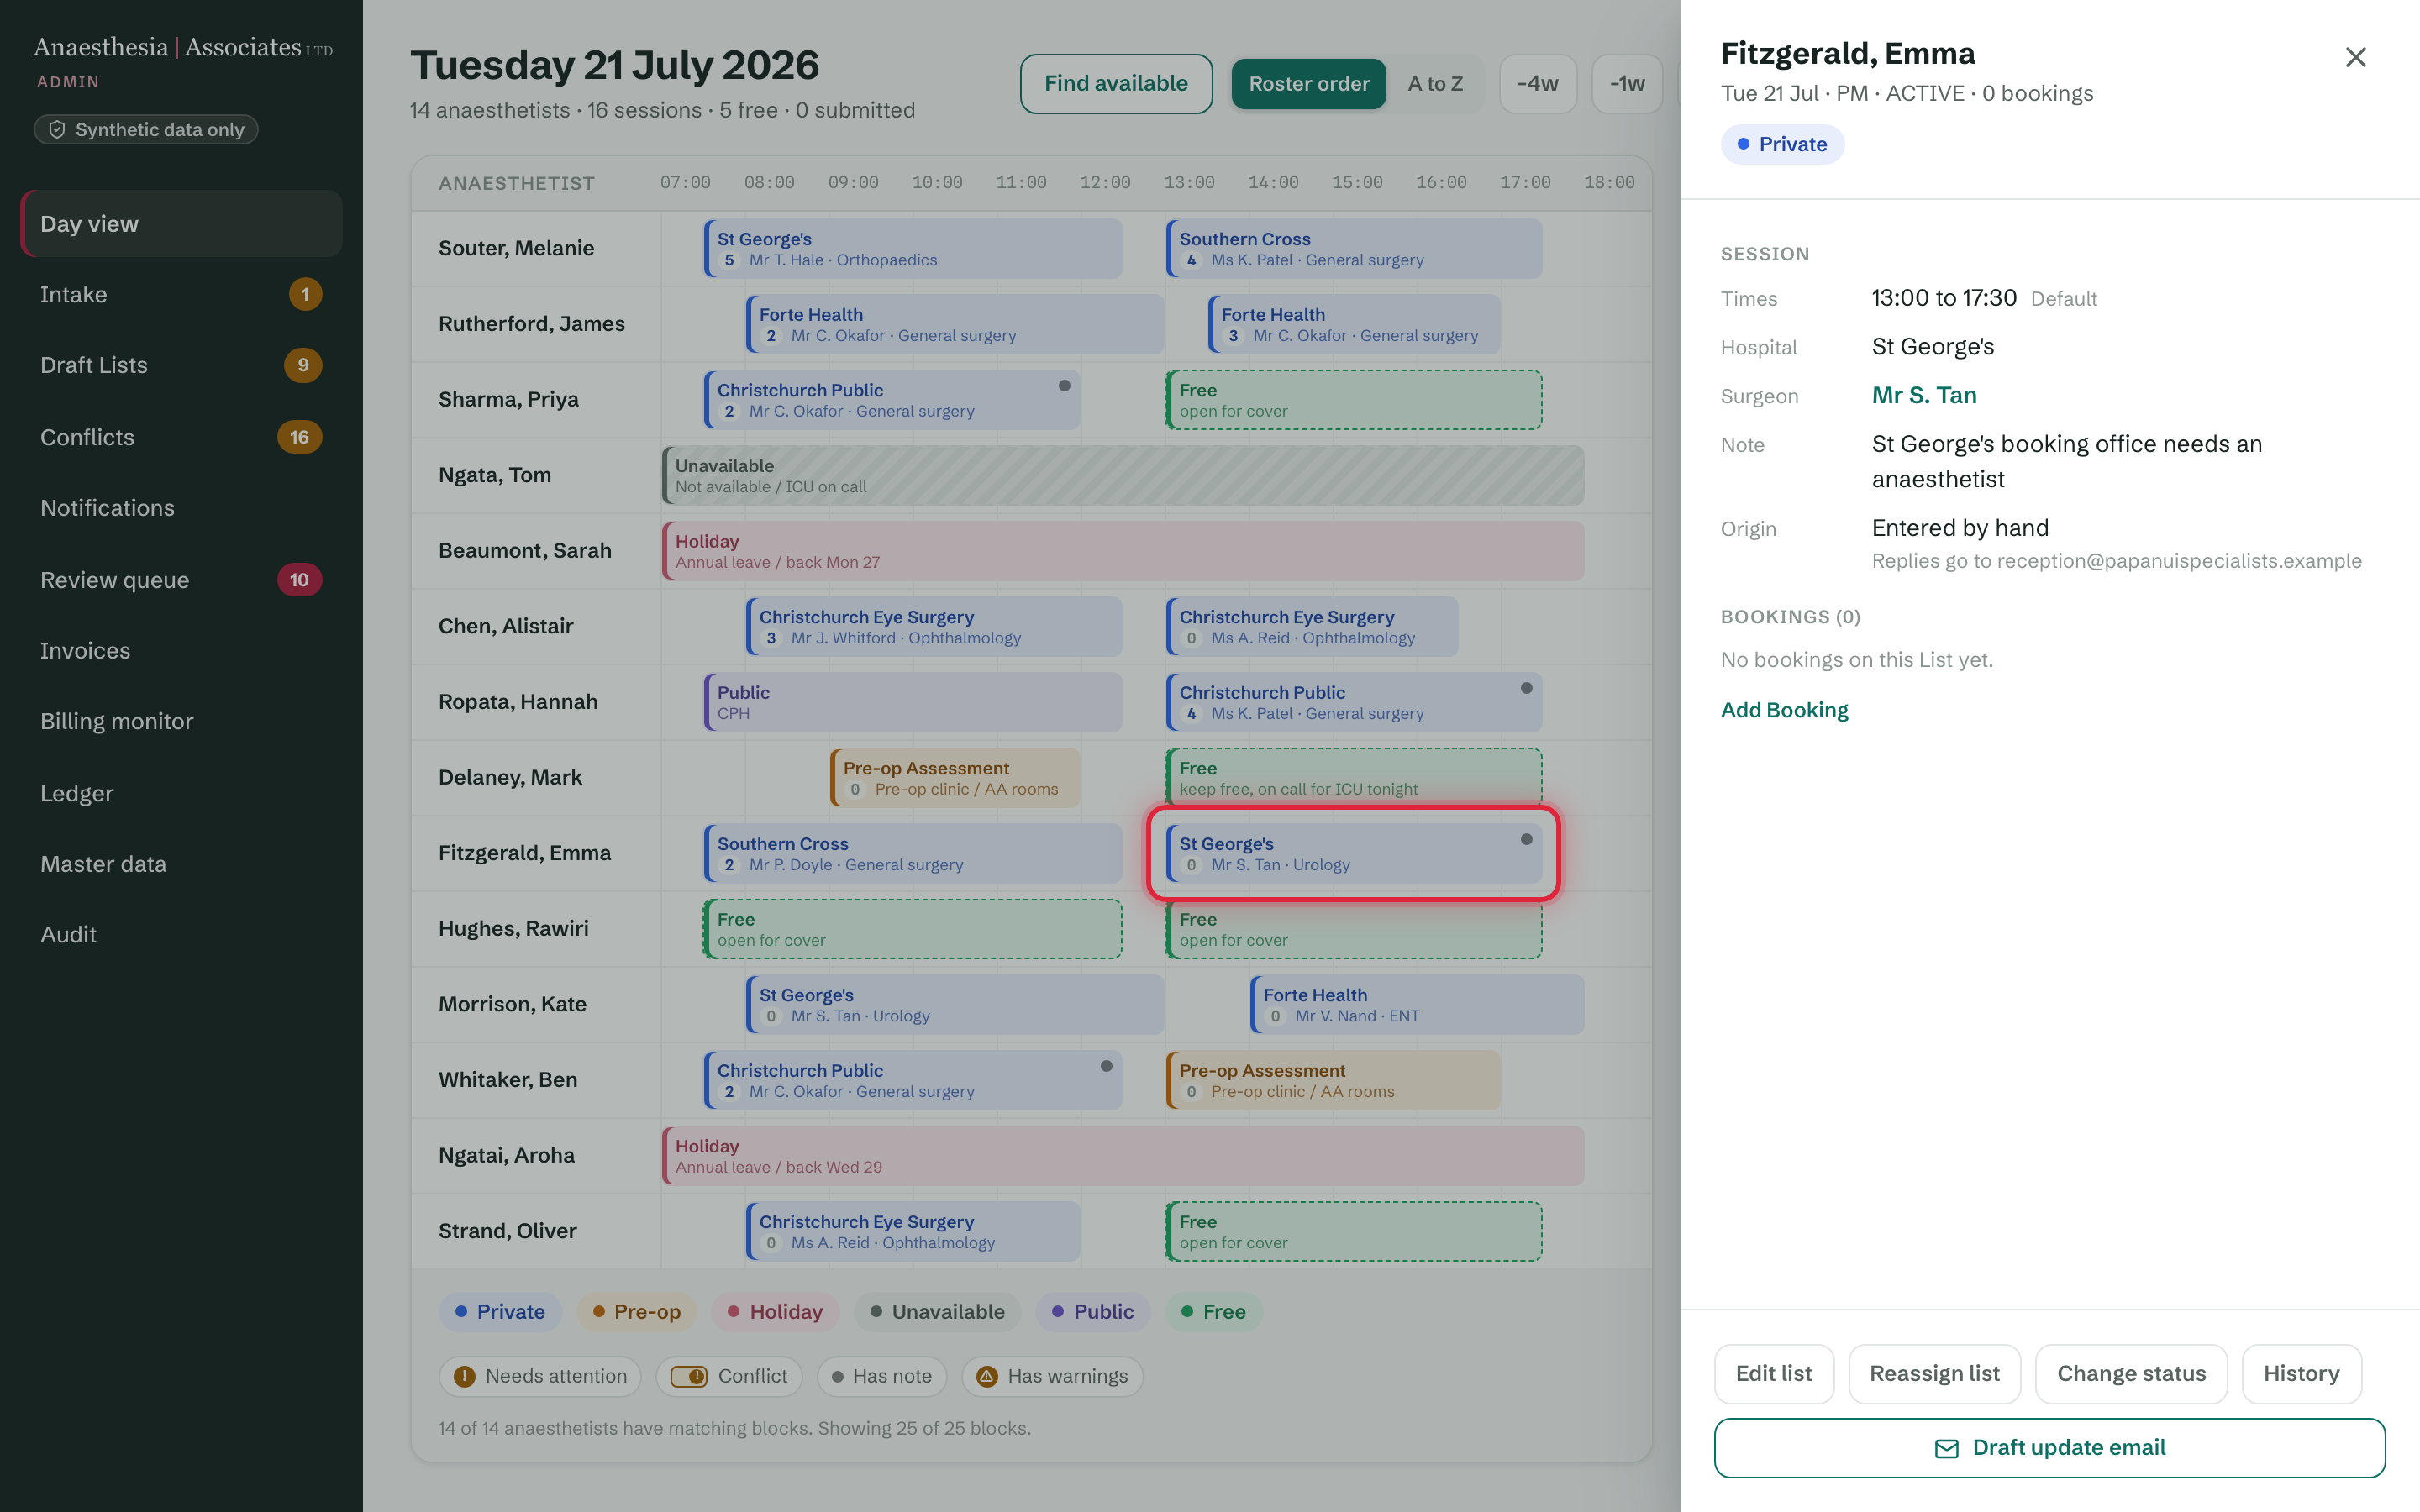 Anaesthesia | Associates LTD
ADMIN
Synthetic data only
Day view
Intake 1
Draft Lists 9
Conflicts 16
Notifications
Review queue 10
Invoices
Billing monitor
Ledger
Master data
Audit
Tuesday 21 July 2026
14 anaesthetists · 16 sessions · 5 free · 0 submitted
Find available
Roster order
A to Z
-4w
-1w
ANAESTHETIST 07:00 08:00 09:00 10:00 11:00 12:00 13:00 14:00 15:00 16:00 17:00 18:00
Souter, Melanie
St George's
5 Mr T. Hale · Orthopaedics
Southern Cross
4 Ms K. Patel · General surgery
Rutherford, James
Forte Health
2 Mr C. Okafor · General surgery
Forte Health
3 Mr C. Okafor · General surgery
Sharma, Priya
Christchurch Public
2 Mr C. Okafor · General surgery
Free
open for cover
Ngata, Tom
Unavailable
Not available / ICU on call
Beaumont, Sarah
Holiday
Annual leave / back Mon 27
Chen, Alistair
Christchurch Eye Surgery
3 Mr J. Whitford · Ophthalmology
Christchurch Eye Surgery
0 Ms A. Reid · Ophthalmology
Ropata, Hannah
Public
CPH
Christchurch Public
4 Ms K. Patel · General surgery
Delaney, Mark
Pre-op Assessment
0 Pre-op clinic / AA rooms
Free
keep free, on call for ICU tonight
Fitzgerald, Emma
Southern Cross
2 Mr P. Doyle · General surgery
St George's
0 Mr S. Tan · Urology
Hughes, Rawiri
Free
open for cover
Free
open for cover
Morrison, Kate
St George's
0 Mr S. Tan · Urology
Forte Health
0 Mr V. Nand · ENT
Whitaker, Ben
Christchurch Public
2 Mr C. Okafor · General surgery
Pre-op Assessment
0 Pre-op clinic / AA rooms
Ngatai, Aroha
Holiday
Annual leave / back Wed 29
Strand, Oliver
Christchurch Eye Surgery
0 Ms A. Reid · Ophthalmology
Free
open for cover
Private
Pre-op
Holiday
Unavailable
Public
Free
Needs attention
Conflict
Has note
Has warnings
14 of 14 anaesthetists have matching blocks. Showing 25 of 25 blocks.
Fitzgerald, Emma
Tue 21 Jul · PM · ACTIVE · 0 bookings
Private
SESSION
Times 13:00 to 17:30 Default
Hospital St George's
Surgeon Mr S. Tan
Note St George's booking office needs an
anaesthetist
Origin Entered by hand
Replies go to reception@papanuispecialists.example
BOOKINGS (0)
No bookings on this List yet.
Add Booking
Edit list
Reassign list
Change status
History
Draft update email